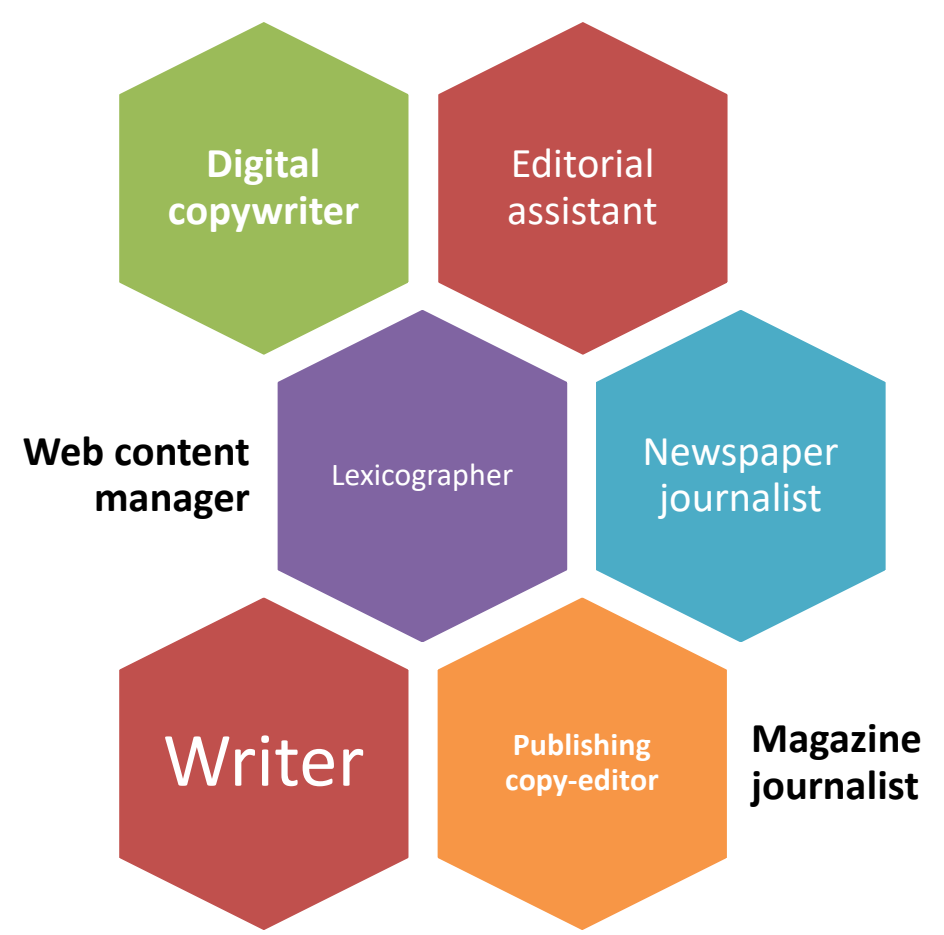 Digital
copywriter
Editorial
assistant
Web content
manager
Lexicographer
Newspaper
journalist
Writer
Publishing
copy-editor
Magazine
journalist